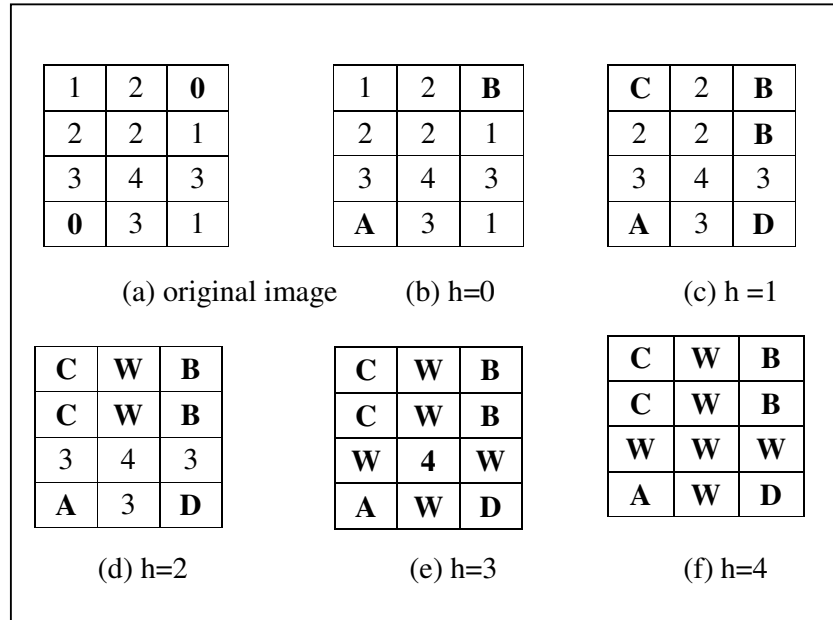 1 2 0
2 2 1
3 4 3
0 3 1
(a) original image
1 2 B
2 2 1
3 4 3
A 3 1
(b) h=0
C 2 B
2 2 B
3 4 3
A 3 D
(c) h =1
C W B
C W B
3 4 3
A 3 D
(d) h=2
C W B
C W B
W 4 W
A W D
(e) h=3
C W B
C W B
W W W
A W D
(f) h=4